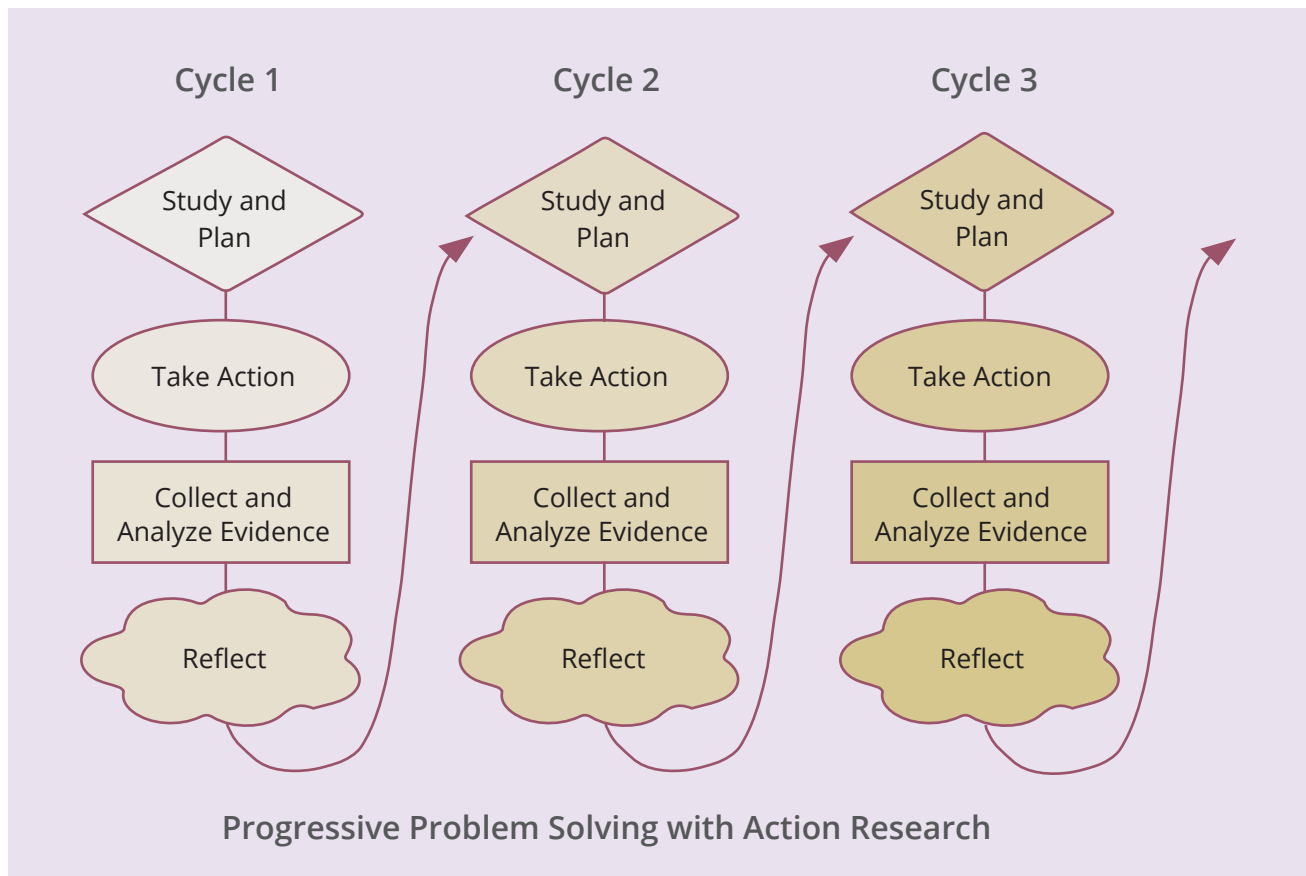 Cycle 1
Study and
Plan
Take Action
Collect and
Analyze Evidence
Reflect
Cycle 2
Study and
Plan
Take Action
Collect and
Analyze Evidence
Reflect
Cycle 3
Study and
Plan
Take Action
Collect and
Analyze Evidence
Reflect
Progressive Problem Solving with Action Research